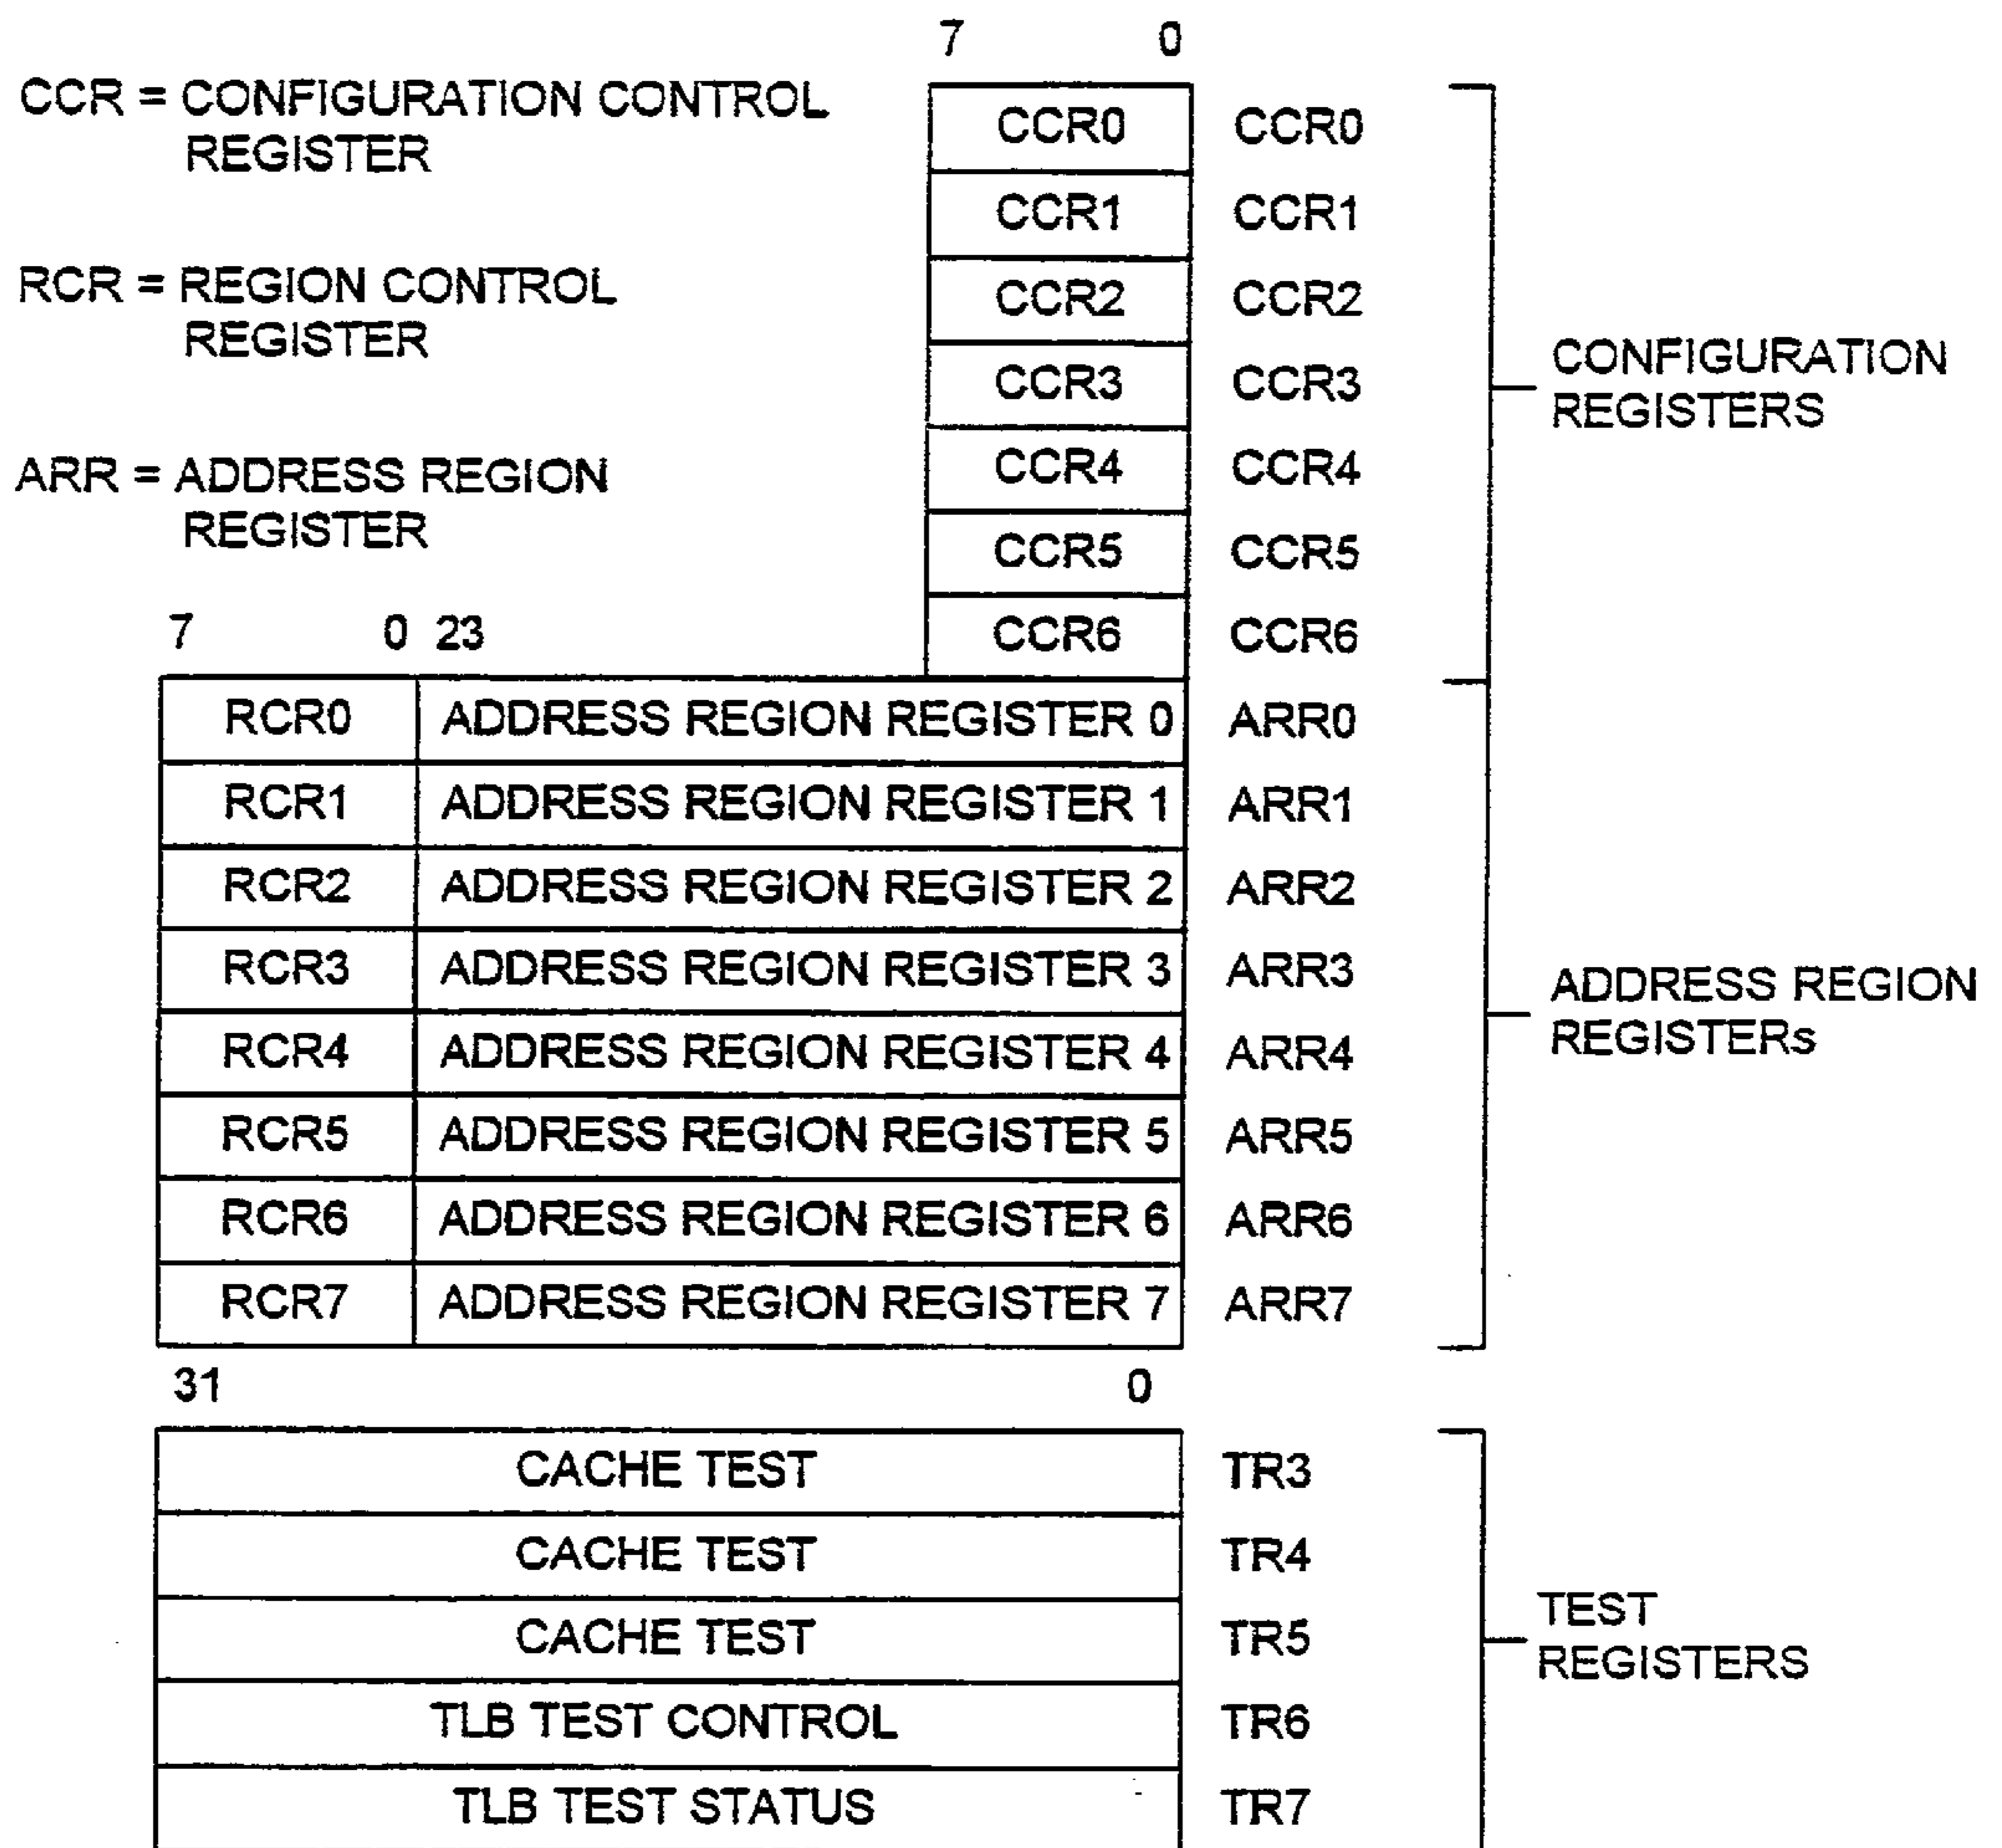 7 0
CCR = CONFIGURATION CONTROL
REGISTER
RCR = REGION CONTROL
REGISTER
ARR = ADDRESS REGION
REGISTER
CCR0 CCR0
CCR1 CCR1
CCR2 CCR2
CCR3 CCR3
CCR4 CCR4
CCR5 CCR5
CCR6 CCR6
CONFIGURATION
REGISTERS
7 0 23
RCR0 ADDRESS REGION REGISTER 0 ARR0
RCR1 ADDRESS REGION REGISTER 1 ARR1
RCR2 ADDRESS REGION REGISTER 2 ARR2
RCR3 ADDRESS REGION REGISTER 3 ARR3
RCR4 ADDRESS REGION REGISTER 4 ARR4
RCR5 ADDRESS REGION REGISTER 5 ARR5
RCR6 ADDRESS REGION REGISTER 6 ARR6
RCR7 ADDRESS REGION REGISTER 7 ARR7
ADDRESS REGION
REGISTERs
31 0
CACHE TEST TR3
CACHE TEST TR4
CACHE TEST TR5
TLB TEST CONTROL TR6
TLB TEST STATUS TR7
TEST
REGISTERS